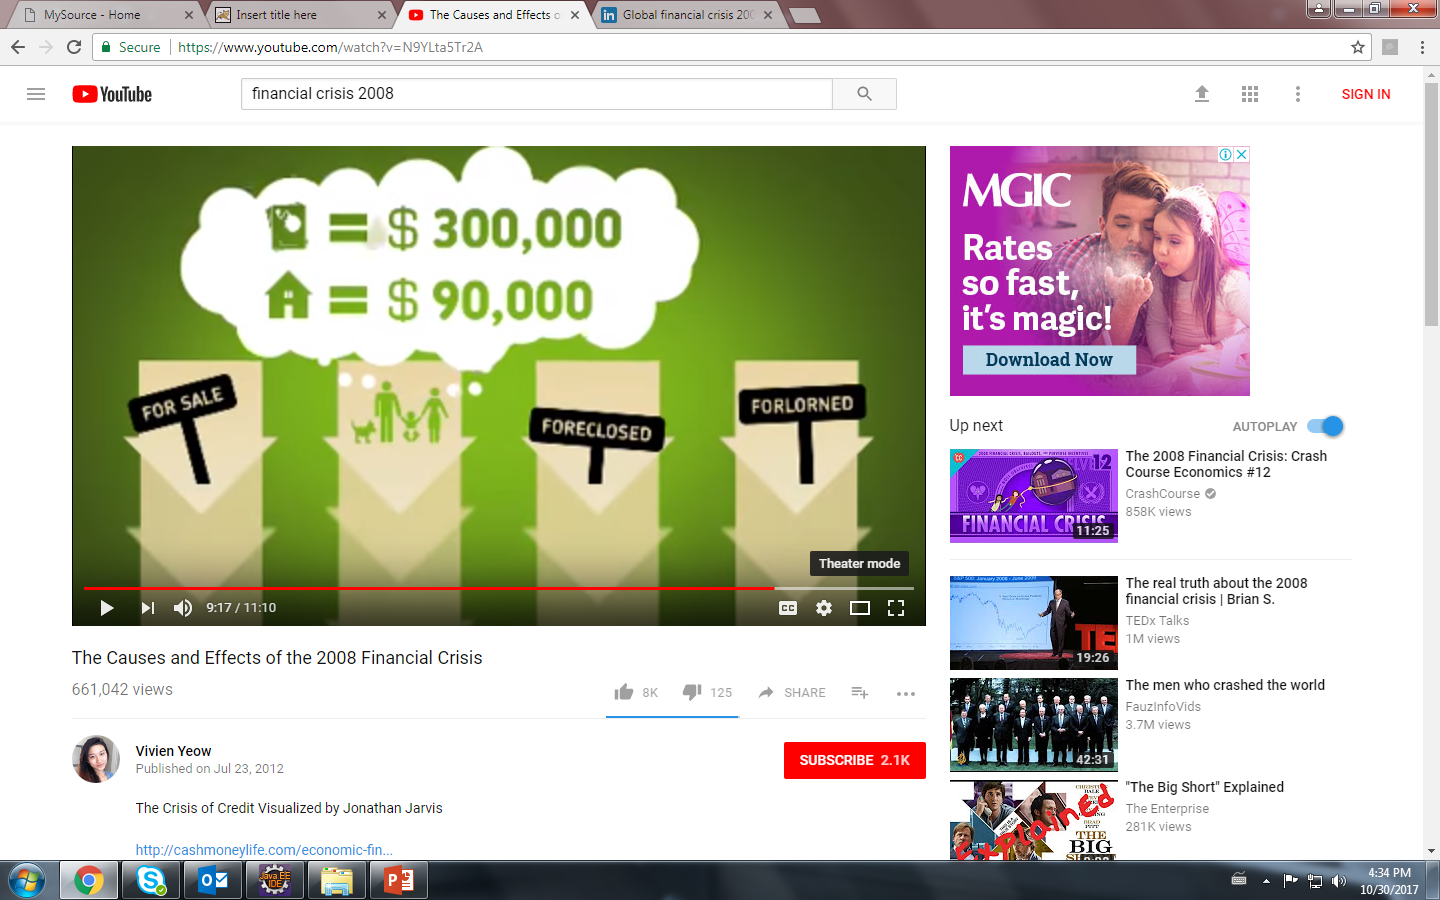 MySource - Home
Insert title here
The Causes and Effects o
Global financial crisis 200
Secure
https://www.youtube.com/watch?v=N9YLta5Tr2A
YouTube
financial crisis 2008
SIGN IN
= $ 300,000
= $ 90,000
FOR SALE
FORECLOSED
FORLORNED
Theater mode
9:17 / 11:10
CC
The Causes and Effects of the 2008 Financial Crisis
661,042 views
8K
125
SHARE
Vivien Yeow
Published on Jul 23, 2012
SUBSCRIBE 2.1K
The Crisis of Credit Visualized by Jonathan Jarvis
http://cashmoneylife.com/economic-fin...
MGIC
Rates
so fast,
it's magic!
Download Now
Up next
AUTOPLAY
12
FINANCIAL CRISIS
11:25
The 2008 Financial Crisis: Crash
Course Economics #12
CrashCourse
858K views
TED
19:26
The real truth about the 2008
financial crisis | Brian S.
TEDx Talks
1M views
42:31
The men who crashed the world
FauzInfoVids
3.7M views
Explained
THE
BIG
"The Big Short" Explained
The Enterprise
281K views
Java EE
IDE
4:34 PM
10/30/2017